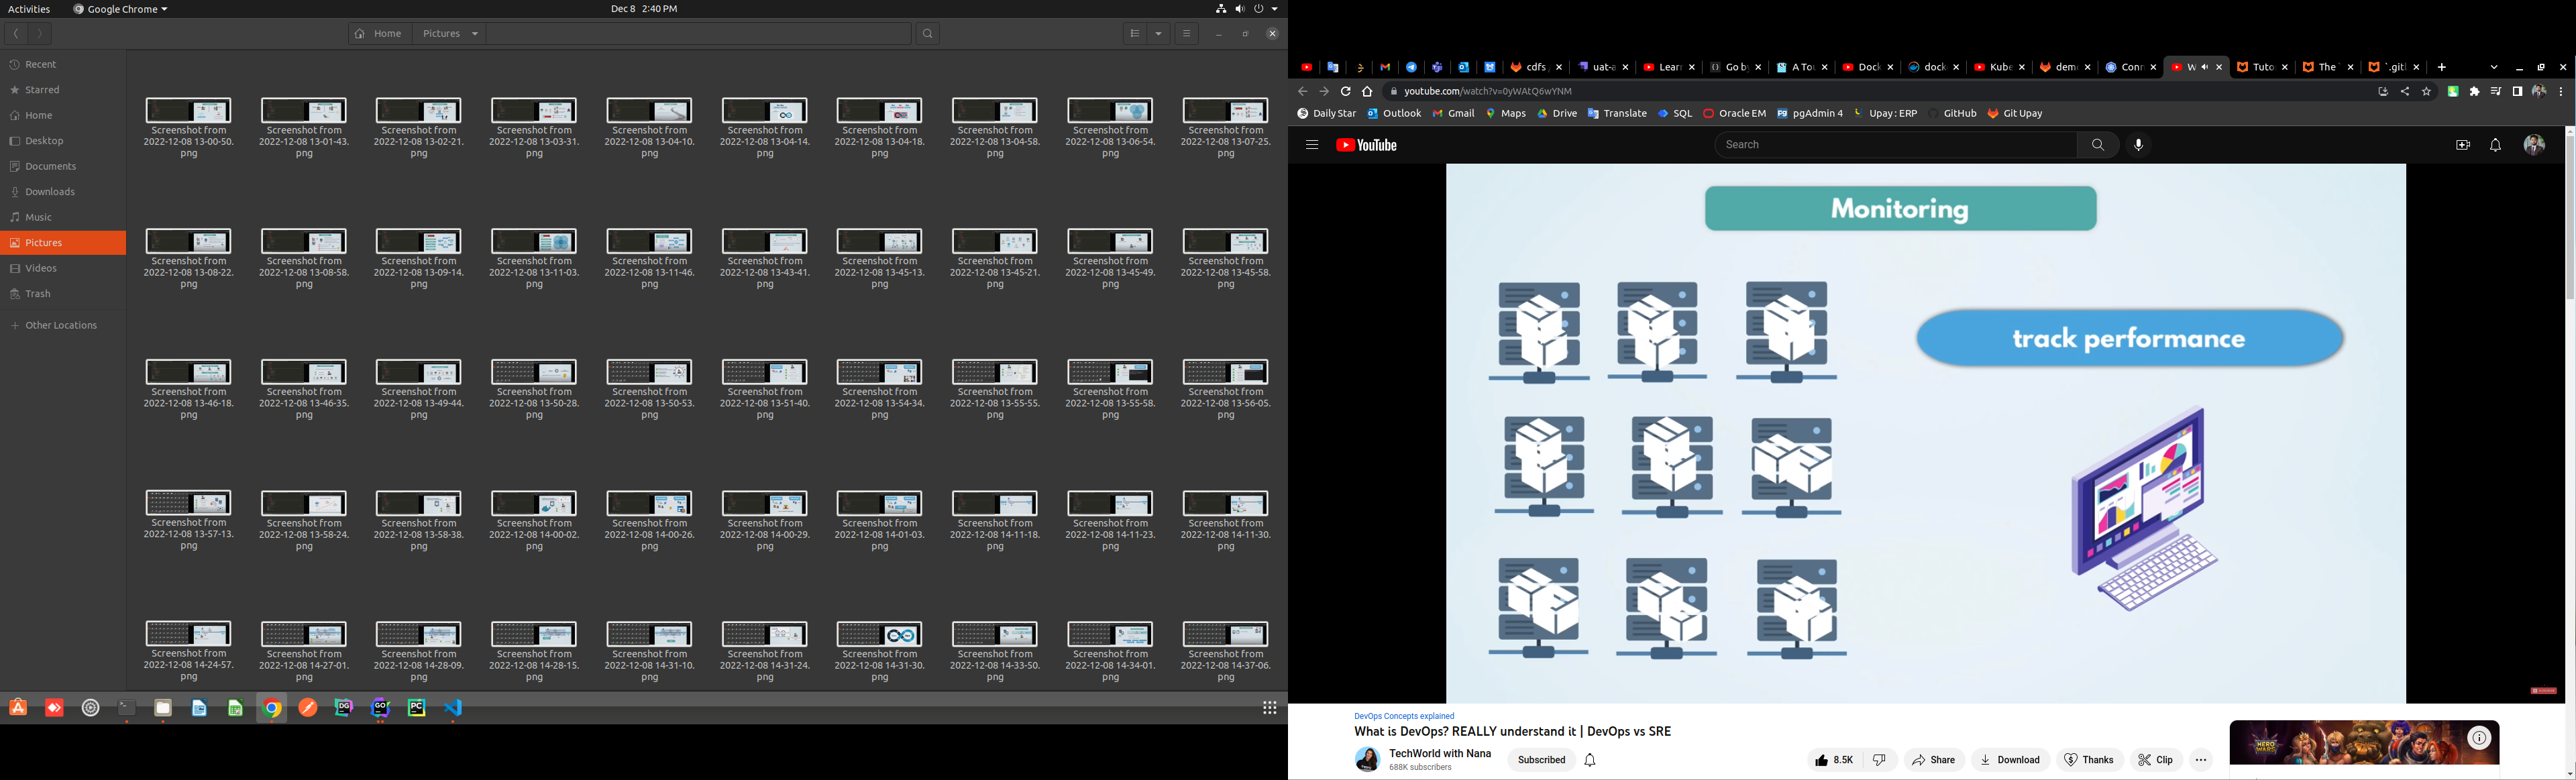 Activities
Google Chrome
Dec 8 2:40 PM
Home
Pictures
Recent
Starred
Home
Desktop
Documents
Downloads
Music
Pictures
Videos
Trash
Other Locations
Screenshot from 2022-12-08 13-00-50.png
Screenshot from 2022-12-08 13-01-43.png
Screenshot from 2022-12-08 13-02-21.png
Screenshot from 2022-12-08 13-03-31.png
Screenshot from 2022-12-08 13-04-10.png
Screenshot from 2022-12-08 13-04-14.png
Screenshot from 2022-12-08 13-04-18.png
Screenshot from 2022-12-08 13-04-58.png
Screenshot from 2022-12-08 13-06-54.png
Screenshot from 2022-12-08 13-07-25.png
Screenshot from 2022-12-08 13-08-22.png
Screenshot from 2022-12-08 13-08-58.png
Screenshot from 2022-12-08 13-09-14.png
Screenshot from 2022-12-08 13-11-03.png
Screenshot from 2022-12-08 13-11-46.png
Screenshot from 2022-12-08 13-43-41.png
Screenshot from 2022-12-08 13-45-13.png
Screenshot from 2022-12-08 13-45-21.png
Screenshot from 2022-12-08 13-45-49.png
Screenshot from 2022-12-08 13-45-58.png
Screenshot from 2022-12-08 13-46-18.png
Screenshot from 2022-12-08 13-46-35.png
Screenshot from 2022-12-08 13-49-44.png
Screenshot from 2022-12-08 13-50-28.png
Screenshot from 2022-12-08 13-50-53.png
Screenshot from 2022-12-08 13-51-40.png
Screenshot from 2022-12-08 13-54-34.png
Screenshot from 2022-12-08 13-55-55.png
Screenshot from 2022-12-08 13-55-58.png
Screenshot from 2022-12-08 13-56-05.png
Screenshot from 2022-12-08 13-57-13.png
Screenshot from 2022-12-08 13-58-24.png
Screenshot from 2022-12-08 13-58-38.png
Screenshot from 2022-12-08 14-00-02.png
Screenshot from 2022-12-08 14-00-26.png
Screenshot from 2022-12-08 14-00-29.png
Screenshot from 2022-12-08 14-01-03.png
Screenshot from 2022-12-08 14-11-18.png
Screenshot from 2022-12-08 14-11-23.png
Screenshot from 2022-12-08 14-11-30.png
Screenshot from 2022-12-08 14-24-57.png
Screenshot from 2022-12-08 14-27-01.png
Screenshot from 2022-12-08 14-28-09.png
Screenshot from 2022-12-08 14-28-15.png
Screenshot from 2022-12-08 14-31-10.png
Screenshot from 2022-12-08 14-31-24.png
Screenshot from 2022-12-08 14-31-30.png
Screenshot from 2022-12-08 14-33-50.png
Screenshot from 2022-12-08 14-34-01.png
Screenshot from 2022-12-08 14-37-06.png
DG
GO
PC
cdfs
uat-a
Learn
Go by
A Tou
Dock
dock
Kube
demo
Conn
W
Tuto
The
`.gitl
youtube.com/watch?v=0yWAtQ6wYNM
Daily Star
Outlook
Gmail
Maps
Drive
Translate
SQL
Oracle EM
pgAdmin 4
Upay : ERP
GitHub
Git Upay
YouTube
Search
Monitoring
track performance
DevOps Concepts explained
What is DevOps? REALLY understand it | DevOps vs SRE
TechWorld with Nana
688K subscribers
Subscribed
8.5K
Share
Download
Thanks
Clip
HERO WARS